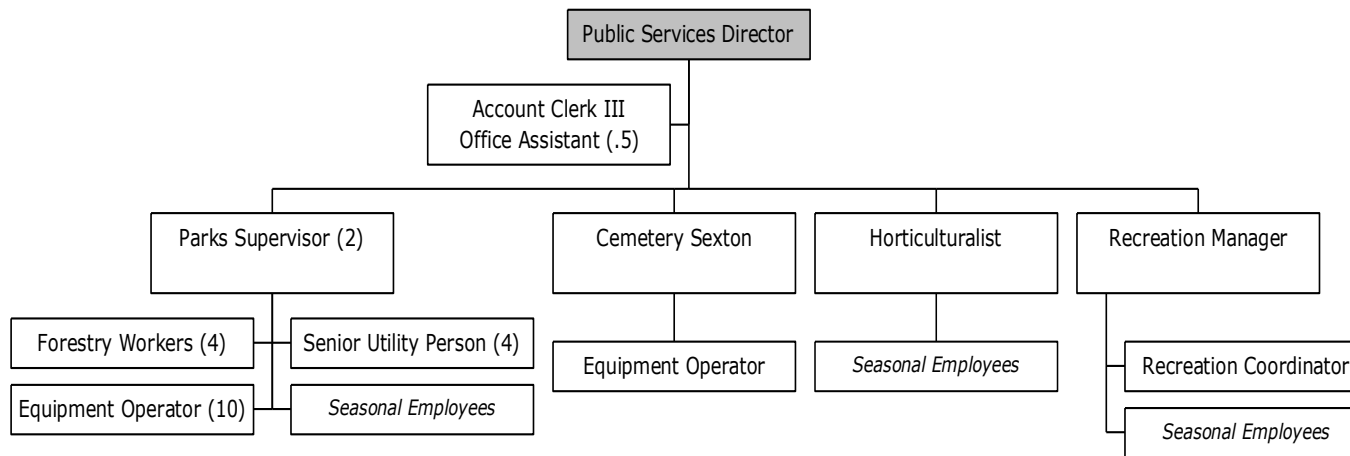 Public Services Director
Account Clerk III
Office Assistant (.5)
Parks Supervisor (2)
Cemetery Sexton
Horticulturalist
Recreation Manager
Forestry Workers (4)
Senior Utility Person (4)
Equipment Operator (10)
Seasonal Employees
Equipment Operator
Seasonal Employees
Recreation Coordinator
Seasonal Employees